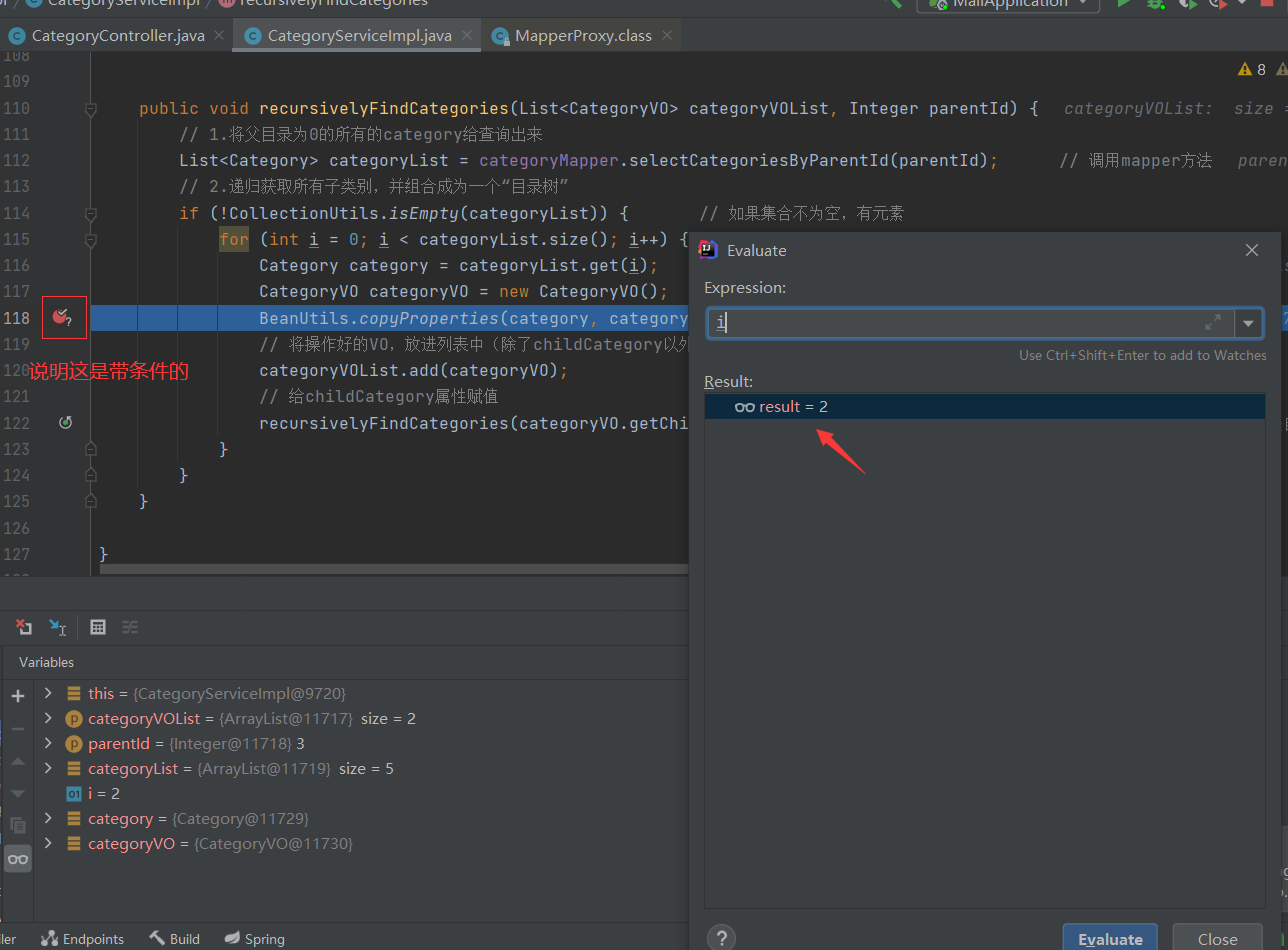 CategoryServiceImpl recursivelyFindCategories MallApplication
CategoryController.java CategoryServiceImpl.java MapperProxy.class
108
109 8
110 public void recursivelyFindCategories(List<CategoryVO> categoryVOList, Integer parentId) { categoryVOList: size =
111 // 1.将父目录为0的所有的category给查询出来
112 List<Category> categoryList = categoryMapper.selectCategoriesByParentId(parentId); // 调用mapper方法 paren
113 // 2.递归获取所有子类别，并组合成为一个“目录树”
114 if (!CollectionUtils.isEmpty(categoryList)) { // 如果集合不为空，有元素
115 for (int i = 0; i < categoryList.size(); i++) {
116 Category category = categoryList.get(i);
117 CategoryVO categoryVO = new CategoryVO();
118 BeanUtils.copyProperties(category, category
119 // 将操作好的VO，放进列表中（除了childCategory以外
120 categoryVOList.add(categoryVO);
说明这是带条件的
121 // 给childCategory属性赋值
122 recursivelyFindCategories(categoryVO.getChi
123 }
124 }
125 }
126
127 }
Evaluate
Expression:
i
Use Ctrl+Shift+Enter to add to Watches
Result:
result = 2
Variables
this = {CategoryServiceImpl@9720}
categoryVOList = {ArrayList@11717} size = 2
parentId = {Integer@11718} 3
categoryList = {ArrayList@11719} size = 5
i = 2
category = {Category@11729}
categoryVO = {CategoryVO@11730}
ler Endpoints Build Spring
? Evaluate Close